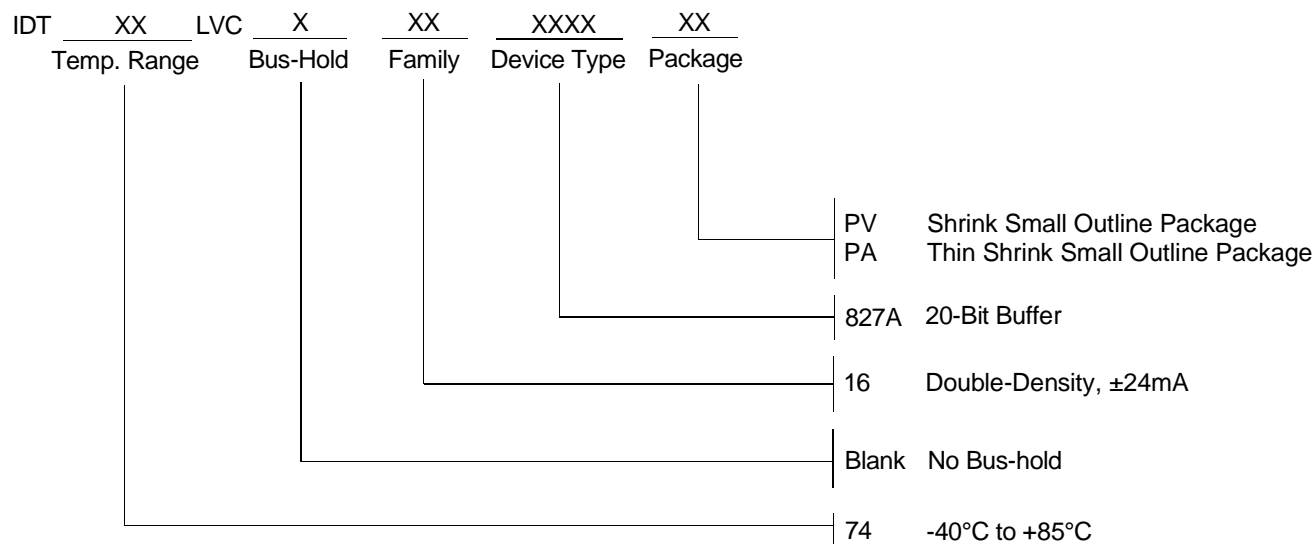 IDT XX LVC X XX XXXX XX
Temp. Range Bus-Hold Family Device Type Package
PV Shrink Small Outline Package
PA Thin Shrink Small Outline Package
827A 20-Bit Buffer
16 Double-Density, ±24mA
Blank No Bus-hold
74 -40°C to +85°C